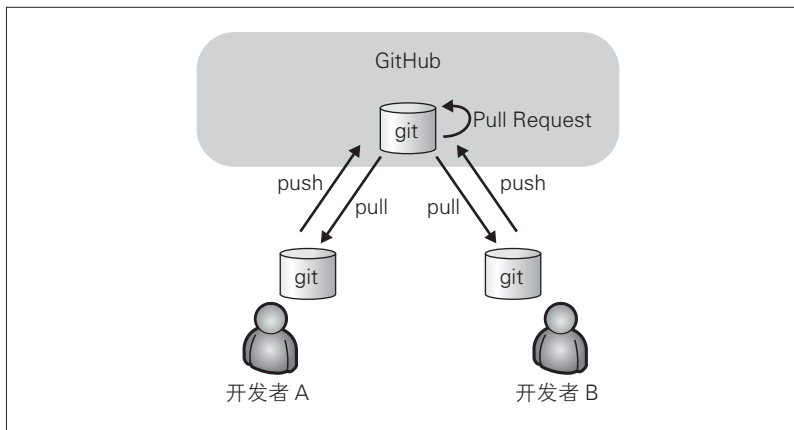 GitHub
git
Pull Request
push
pull
pull
push
git
git
开发者 A
开发者 B